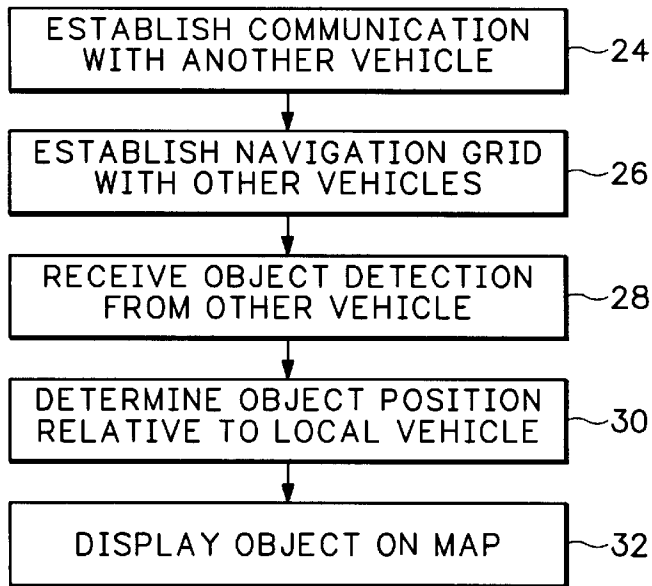 ESTABLISH COMMUNICATION
WITH ANOTHER VEHICLE
24
ESTABLISH NAVIGATION GRID
WITH OTHER VEHICLES
26
RECEIVE OBJECT DETECTION
FROM OTHER VEHICLE
28
DETERMINE OBJECT POSITION
RELATIVE TO LOCAL VEHICLE
30
DISPLAY OBJECT ON MAP
32